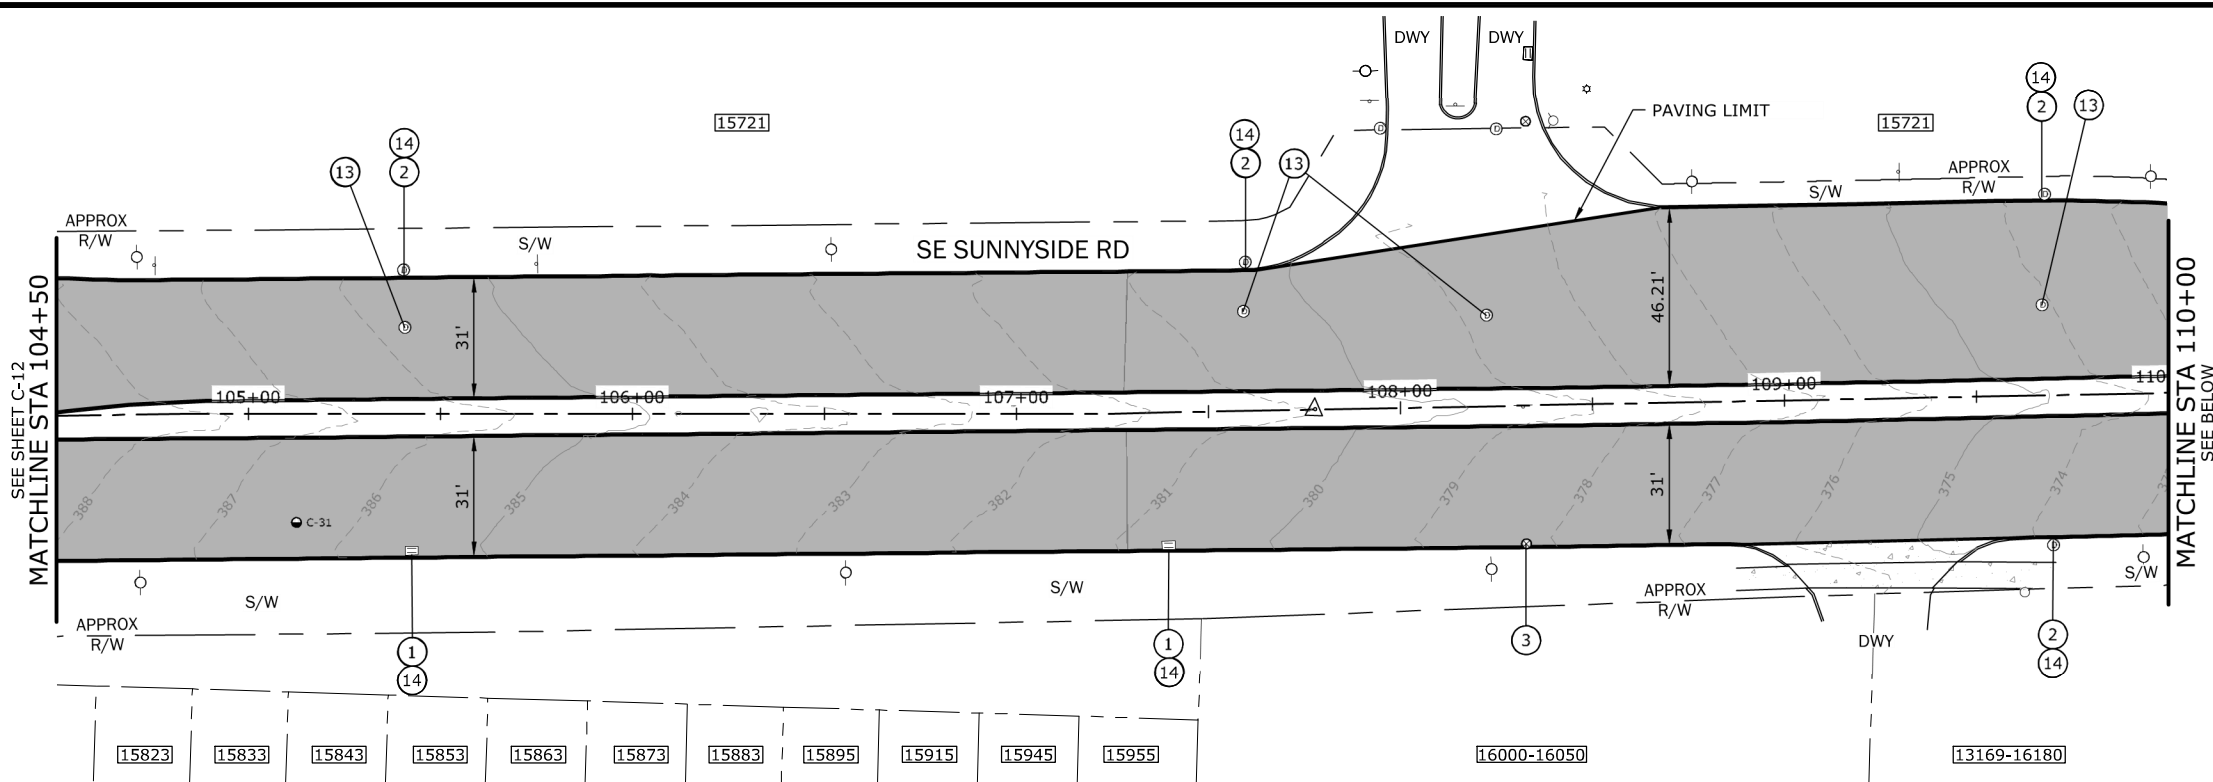 DWY
DWY
14
2
13
PAVING LIMIT
15721
15721
14
2
13
14
2
13
APPROX
R/W
S/W
APPROX
R/W
S/W
SE SUNNYSIDE RD
SEE SHEET C-12
MATCHLINE STA 104+50
31'
46.21'
MATCHLINE STA 110+00
SEE BELOW
105+00
106+00
107+00
108+00
109+00
110
388
387
386
385
384
383
382
381
380
379
378
377
376
375
374
31'
31'
C-31
S/W
S/W
S/W
APPROX
R/W
APPROX
R/W
DWY
1
14
1
14
3
2
14
15823
15833
15843
15853
15863
15873
15883
15895
15915
15945
15955
16000-16050
13169-16180